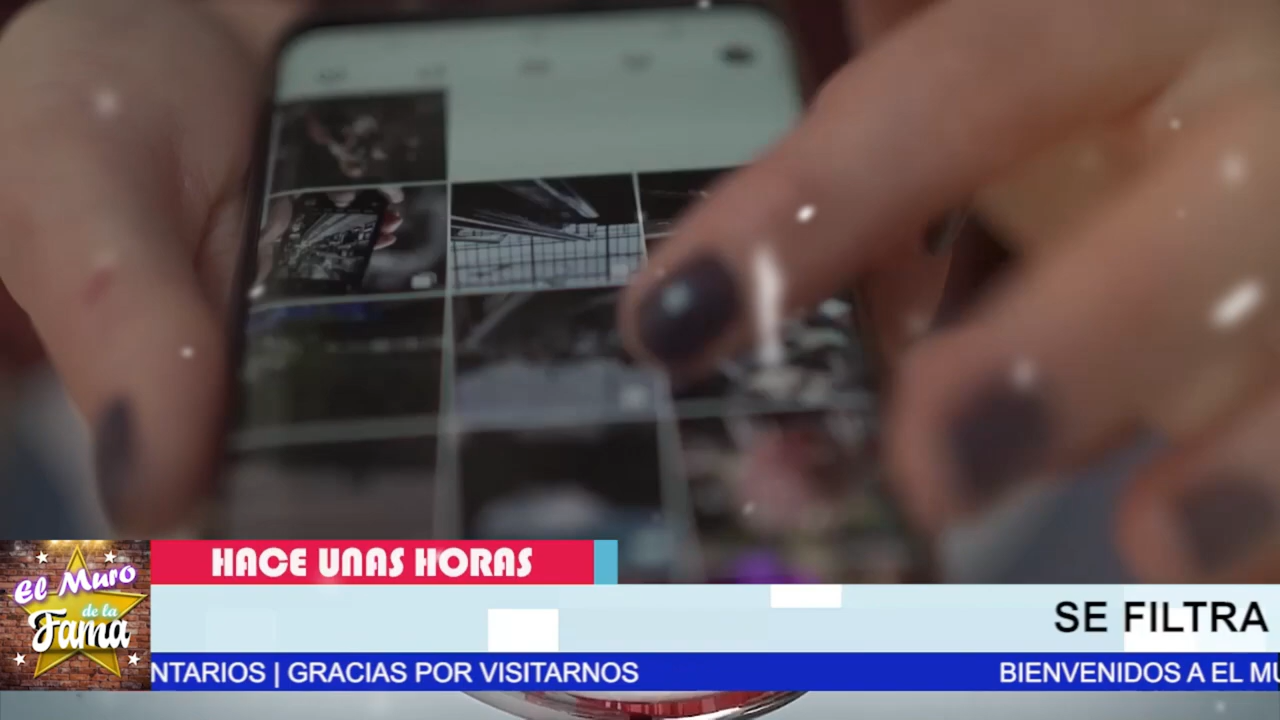 HACE UNAS HORAS
El Muro
de la
Fama
SE FILTRA
NTARIOS | GRACIAS POR VISITARNOS
BIENVENIDOS A EL MU